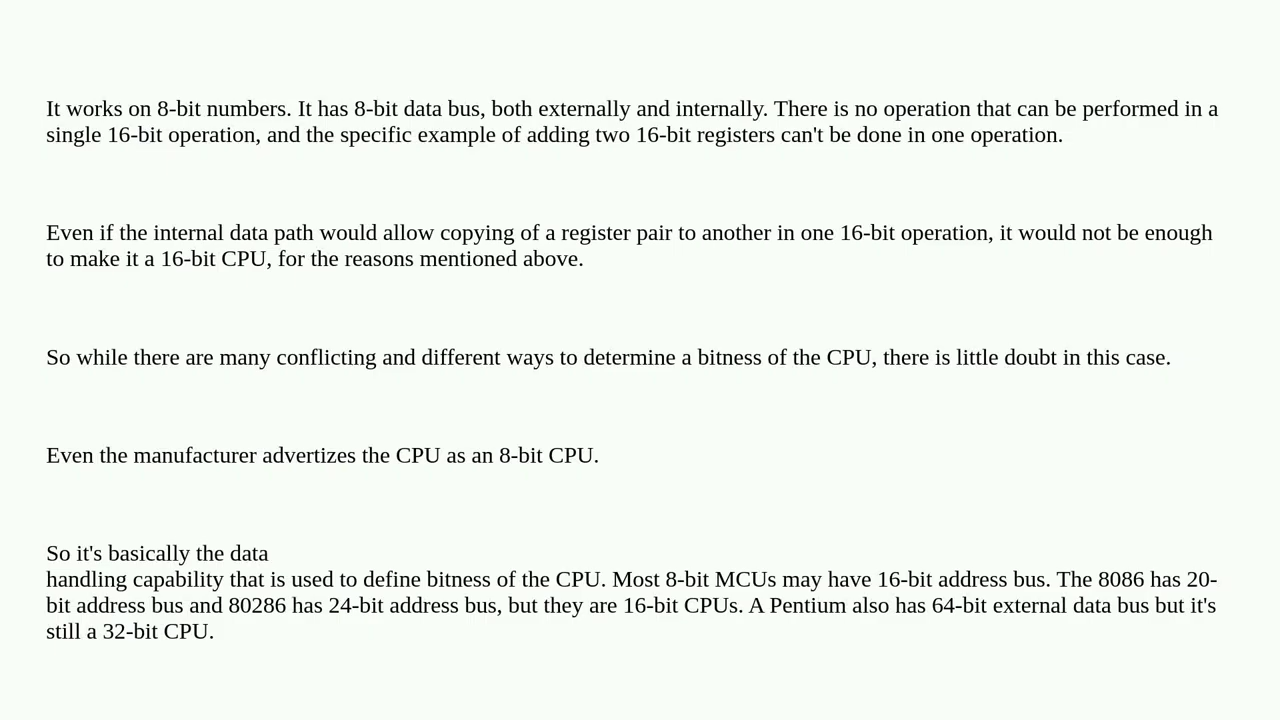 It works on 8-bit numbers. It has 8-bit data bus, both externally and internally. There is no operation that can be performed in a
single 16-bit operation, and the specific example of adding two 16-bit registers can't be done in one operation.
Even if the internal data path would allow copying of a register pair to another in one 16-bit operation, it would not be enough
to make it a 16-bit CPU, for the reasons mentioned above.
So while there are many conflicting and different ways to determine a bitness of the CPU, there is little doubt in this case.
Even the manufacturer advertizes the CPU as an 8-bit CPU.
So it's basically the data
handling capability that is used to define bitness of the CPU. Most 8-bit MCUs may have 16-bit address bus. The 8086 has 20-
bit address bus and 80286 has 24-bit address bus, but they are 16-bit CPUs. A Pentium also has 64-bit external data bus but it's
still a 32-bit CPU.